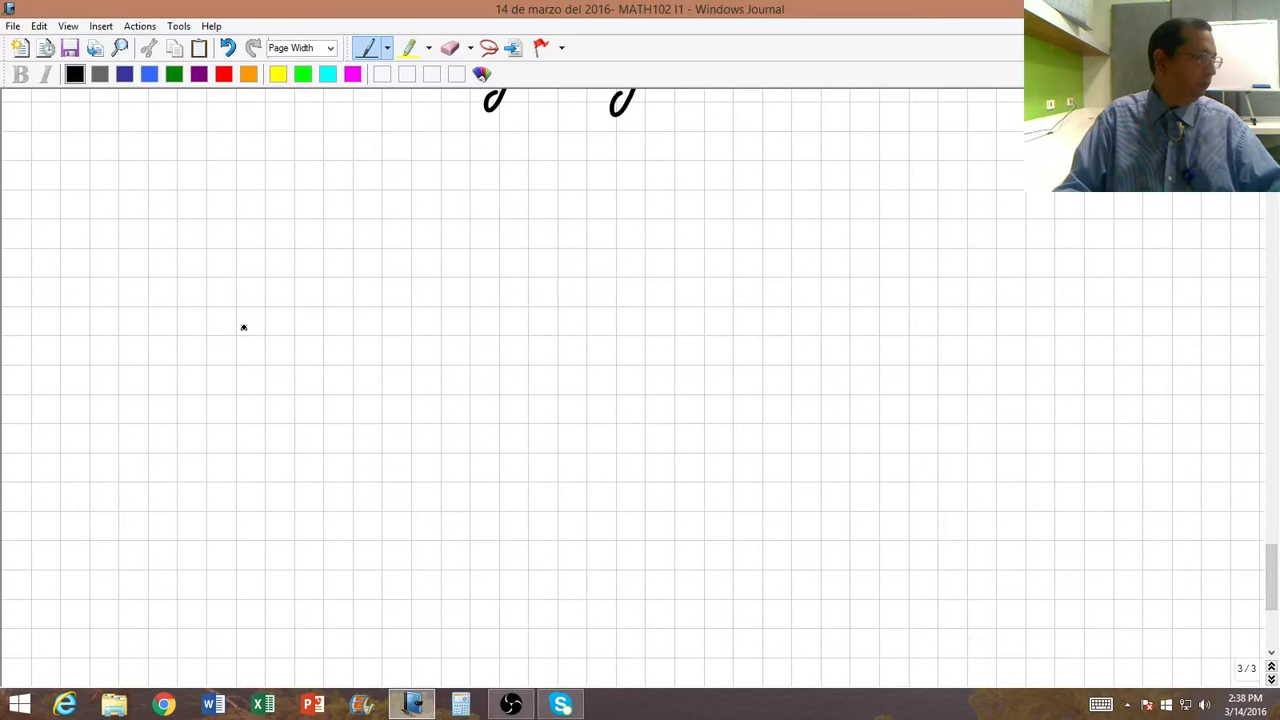 14 de marzo del 2016- MATH102 I1 - Windows Journal
File Edit View Insert Actions Tools Help
Page Width
B I
3 / 3
2:38 PM
3/14/2016